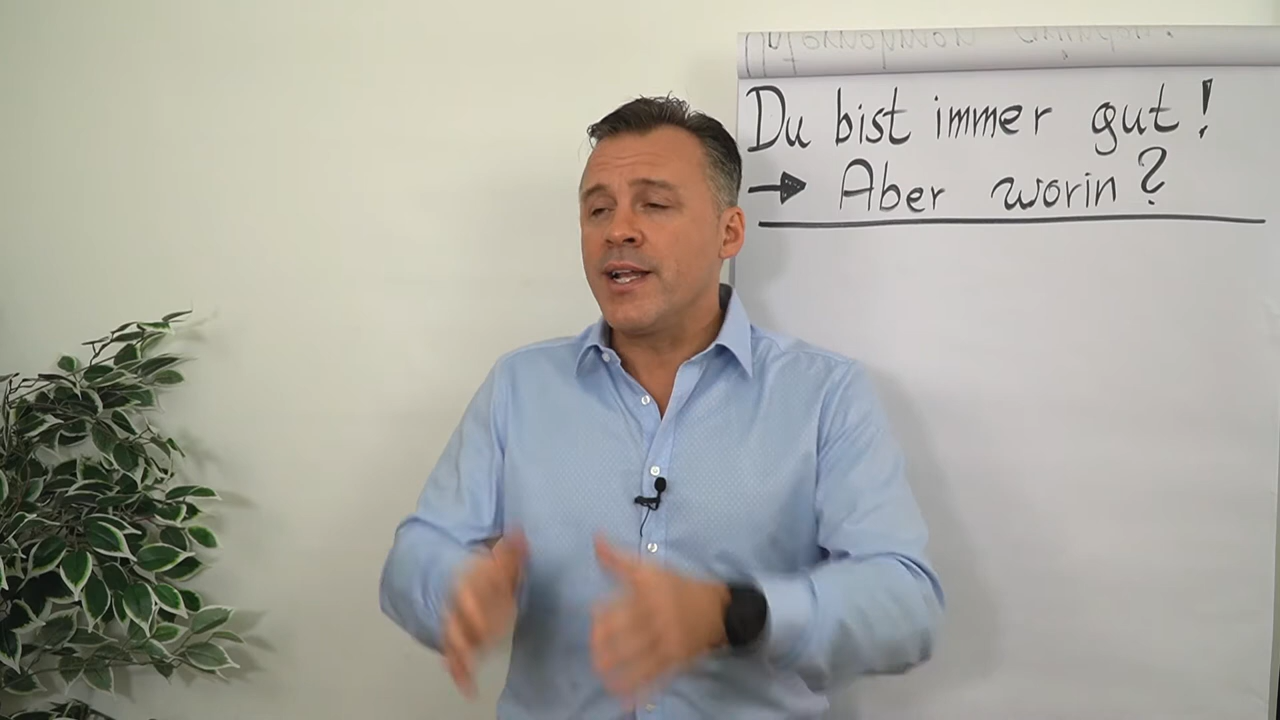 Du bist immer gut!
→ Aber worin?